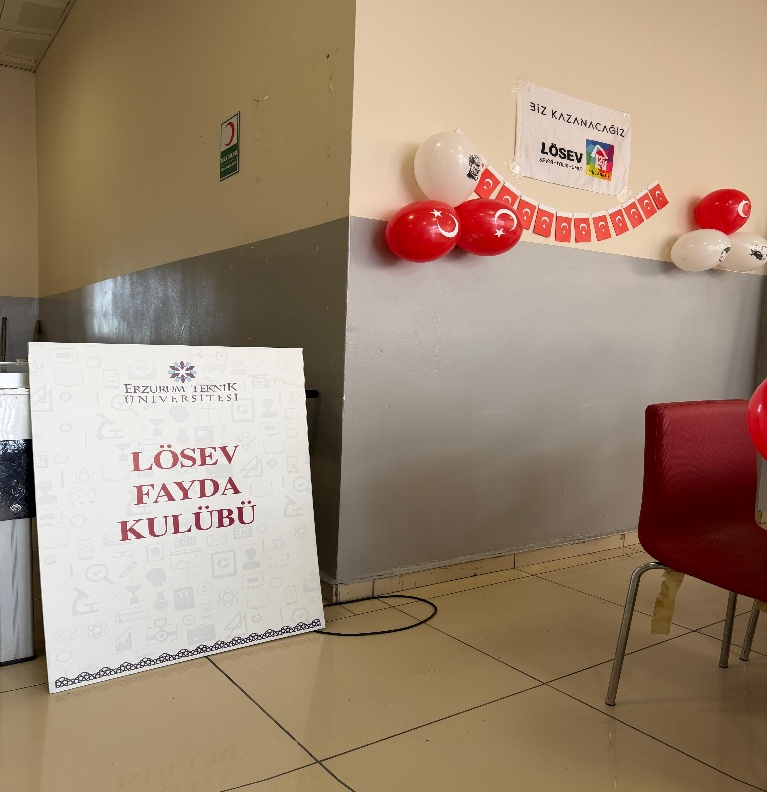 BİZ KAZANACAĞIZ
LÖSEV
ERZURUM TEKNİK
ÜNİVERSİTESİ
LÖSEV
FAYDA
KULÜBÜ